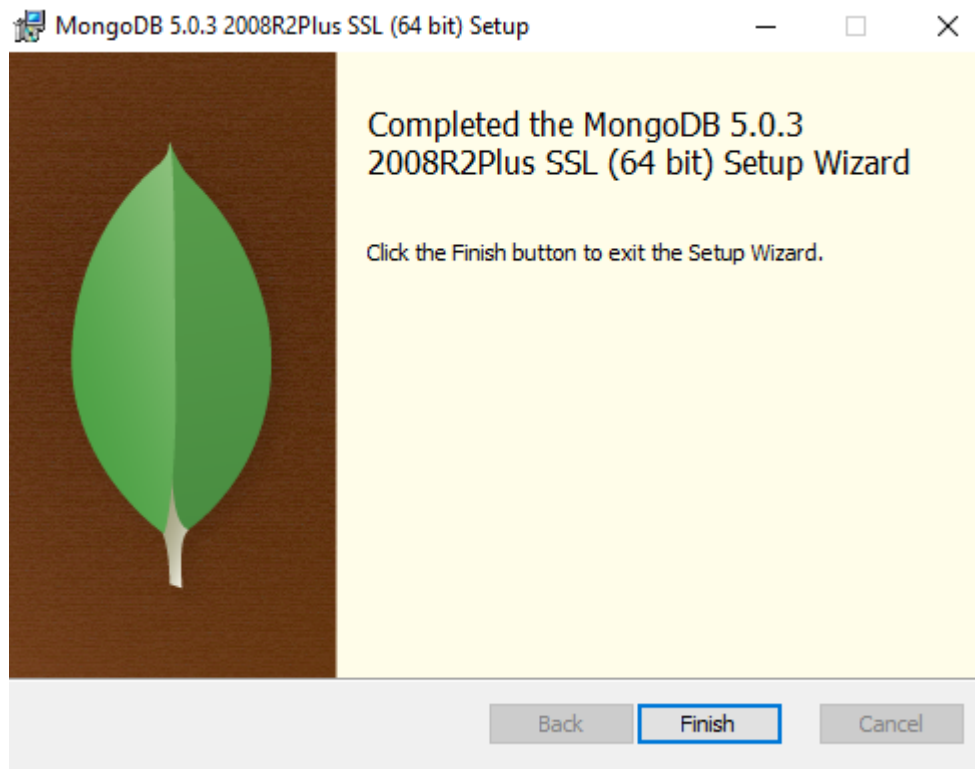 MongoDB 5.0.3 2008R2Plus SSL (64 bit) Setup
Completed the MongoDB 5.0.3
2008R2Plus SSL (64 bit) Setup Wizard
Click the Finish button to exit the Setup Wizard.
Back Finish Cancel